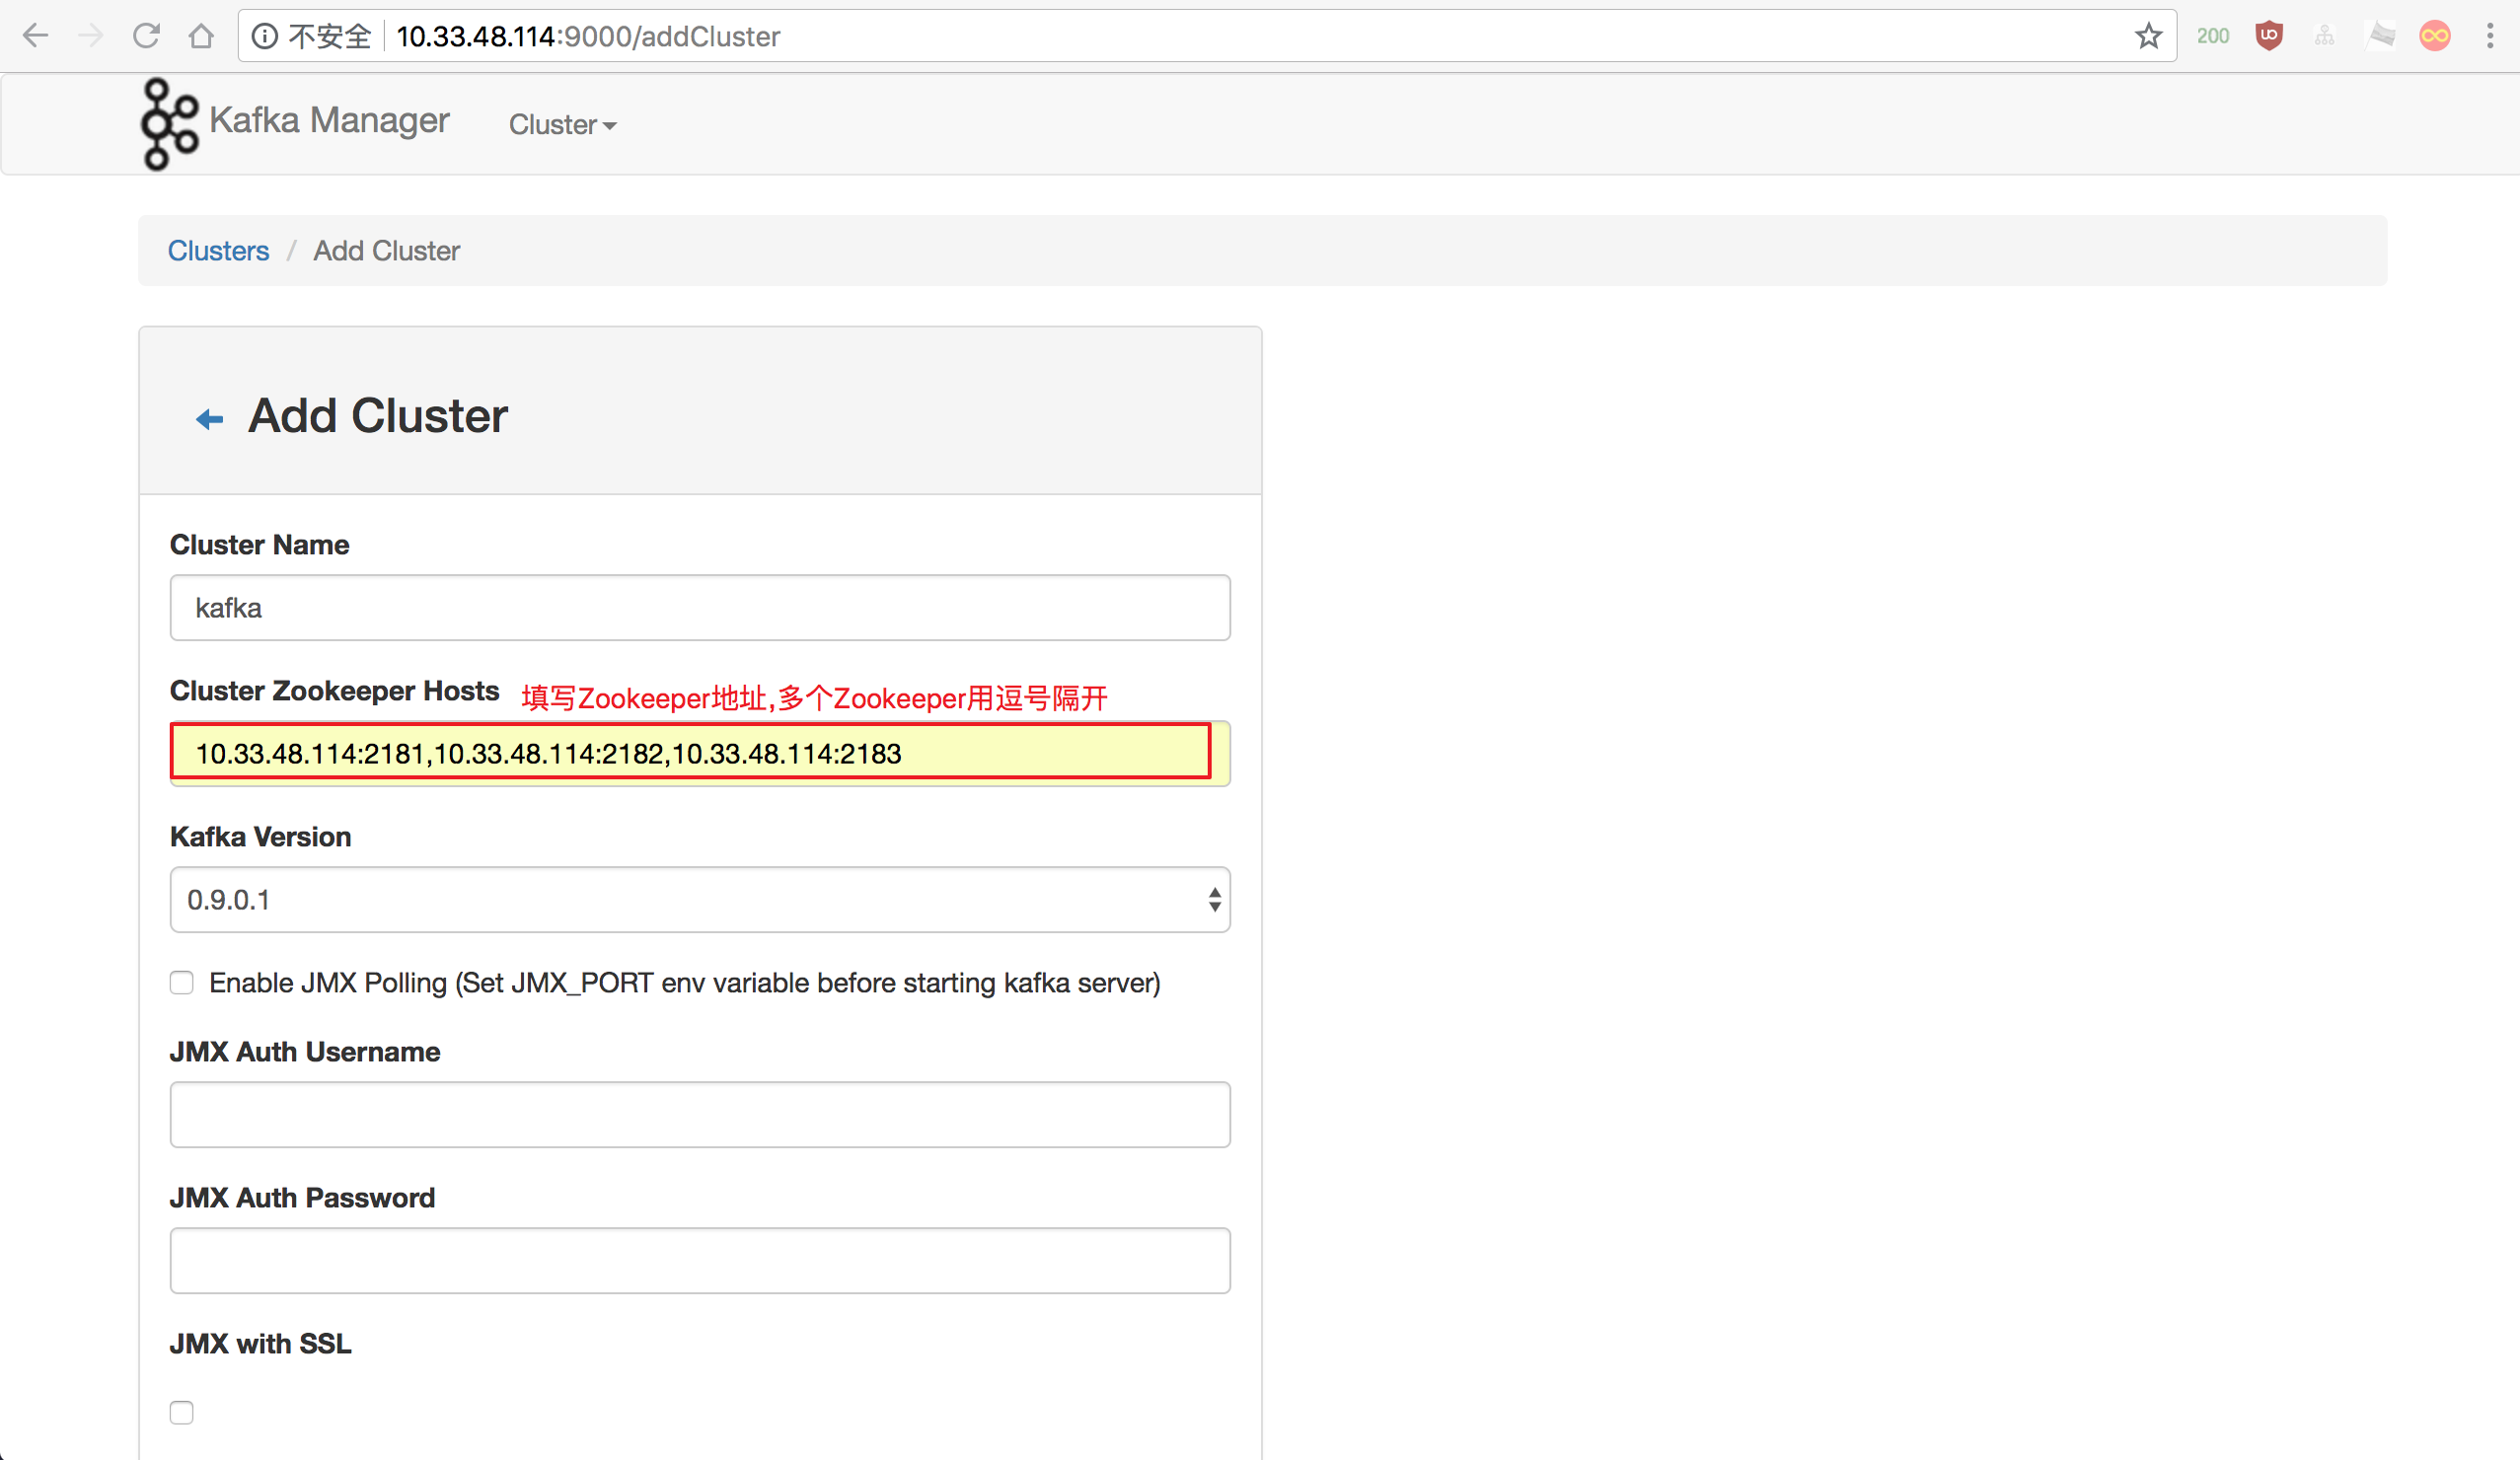 不安全 10.33.48.114:9000/addCluster 200
Kafka Manager Cluster
Clusters / Add Cluster
Add Cluster
Cluster Name
kafka
Cluster Zookeeper Hosts 填写Zookeeper地址,多个Zookeeper用逗号隔开
10.33.48.114:2181,10.33.48.114:2182,10.33.48.114:2183
Kafka Version
0.9.0.1
Enable JMX Polling (Set JMX_PORT env variable before starting kafka server)
JMX Auth Username
JMX Auth Password
JMX with SSL